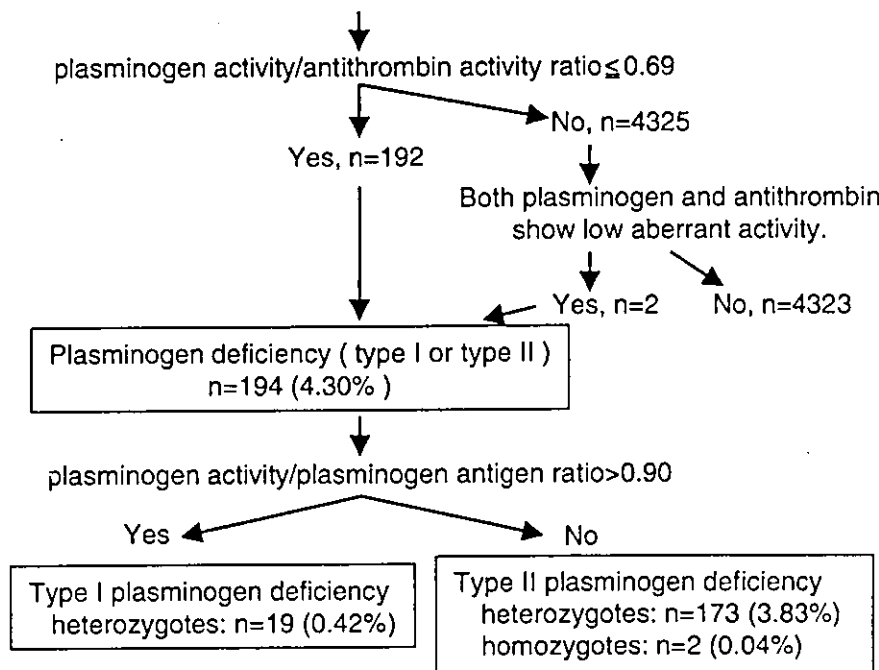 plasminogen activity/antithrombin activity ratio≦0.69
No, n=4325
Yes, n=192
Both plasminogen and antithrombin
show low aberrant activity.
Yes, n=2
No, n=4323
Plasminogen deficiency ( type I or type II )
n=194 (4.30% )
plasminogen activity/plasminogen antigen ratio>0.90
Yes
No
Type I plasminogen deficiency
heterozygotes: n=19 (0.42%)
Type II plasminogen deficiency
heterozygotes: n=173 (3.83%)
homozygotes: n=2 (0.04%)